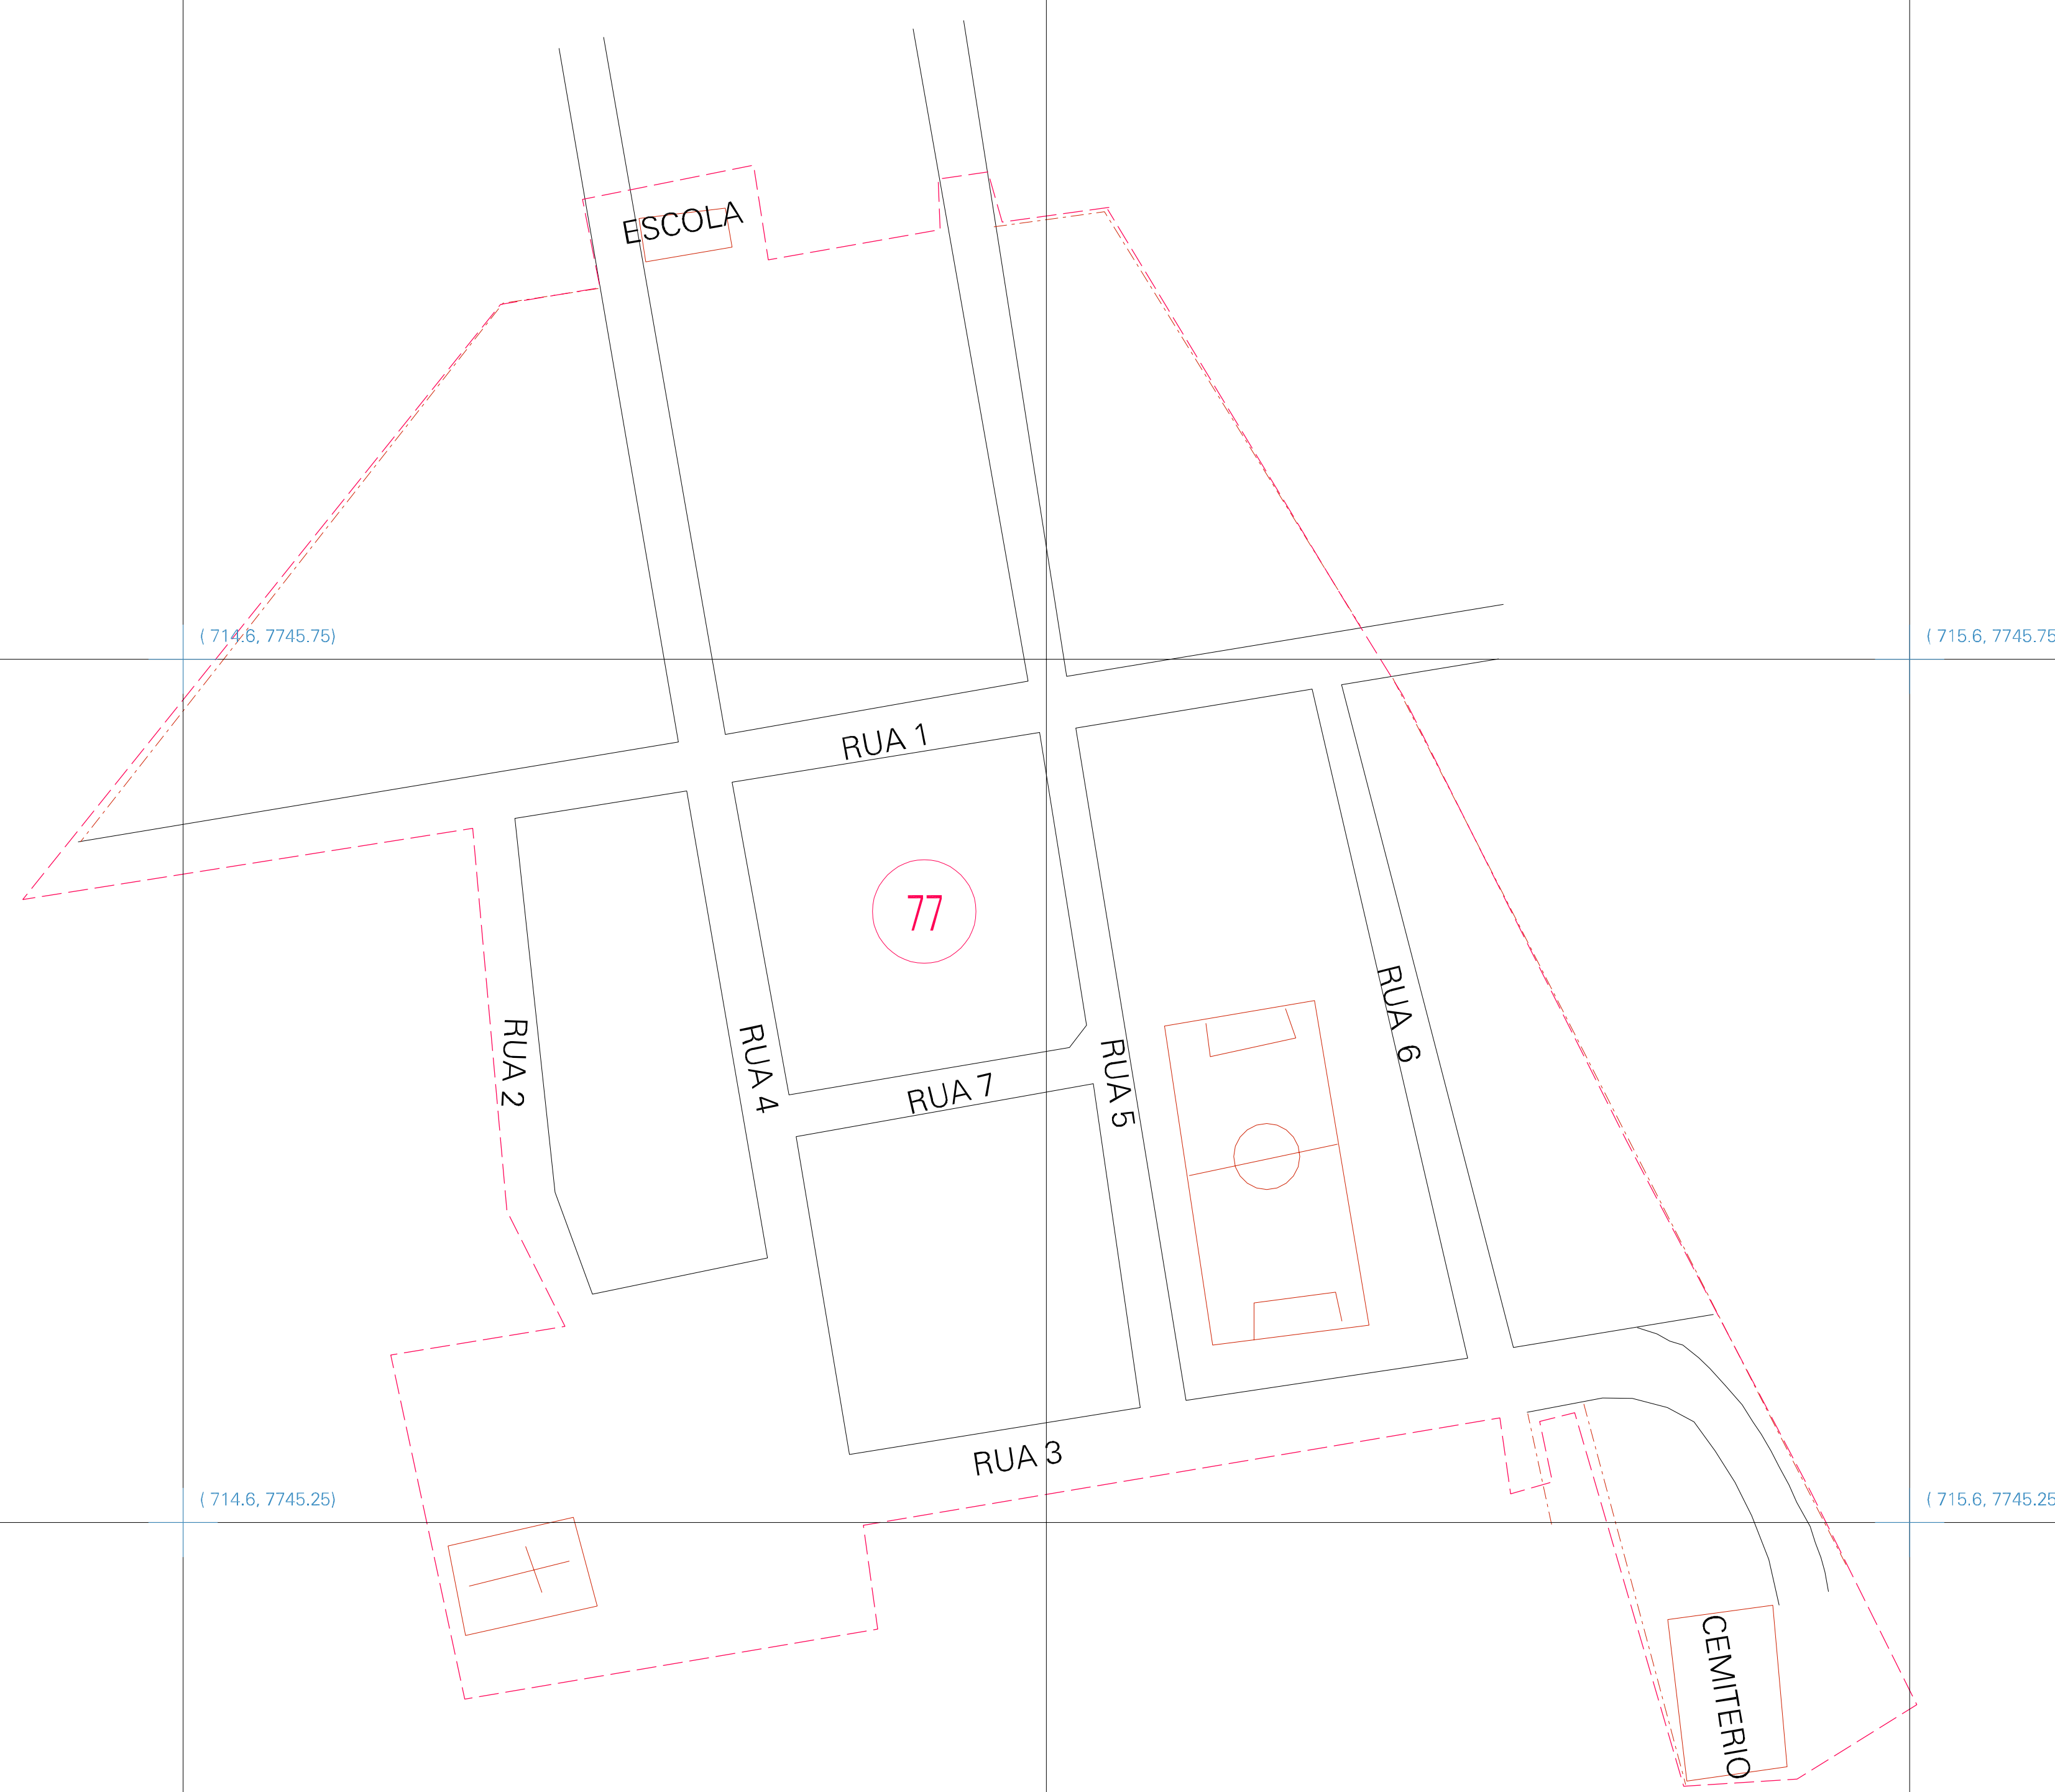 ESCOLA
( 714.6, 7745.75)
( 715.6, 7745.75
RUA 1
77
RUA 2
RUA 4
RUA 7
RUA 5
RUA 6
RUA 3
( 714.6, 7745.25)
( 715.6, 7745.25
CEMITERIO